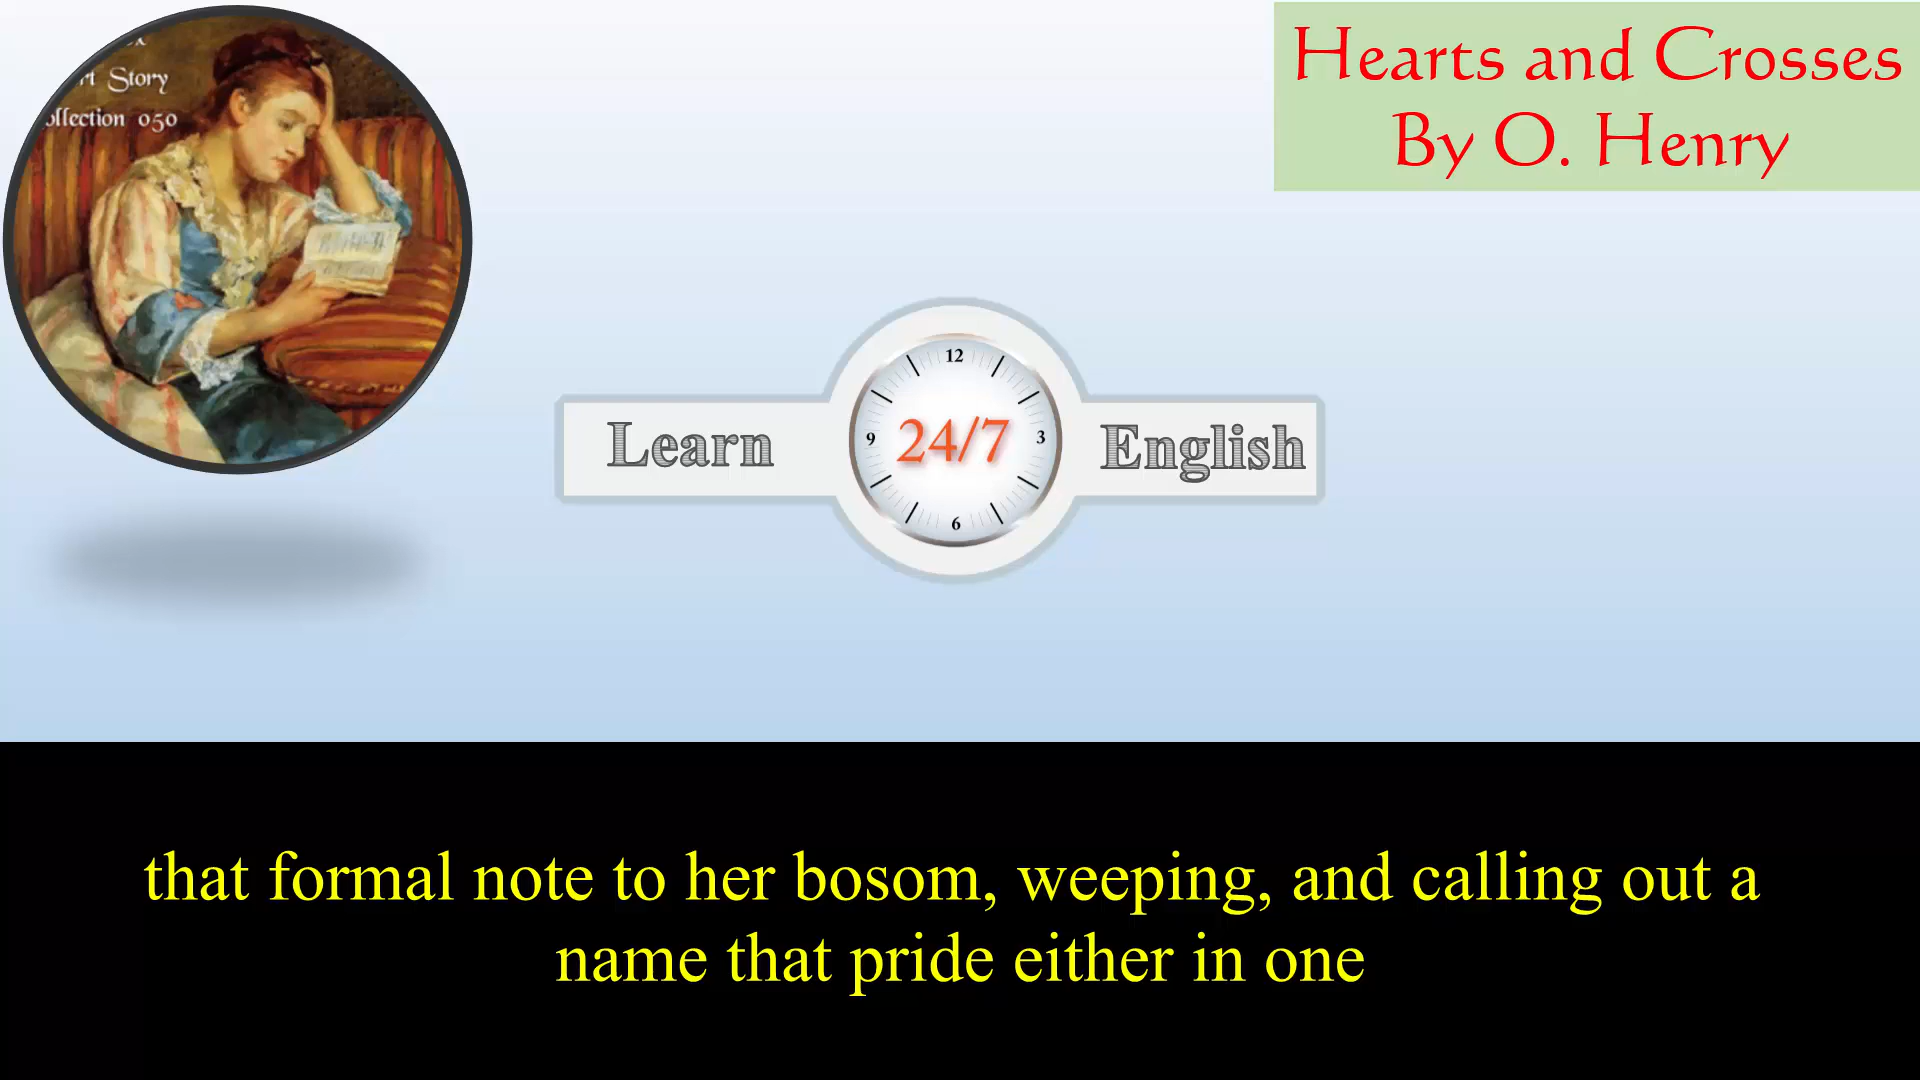 Story
Collection 050
Hearts and Crosses
By O. Henry
12
9
24/7
3
6
Learn
English
that formal note to her bosom, weeping, and calling out a
name that pride either in one